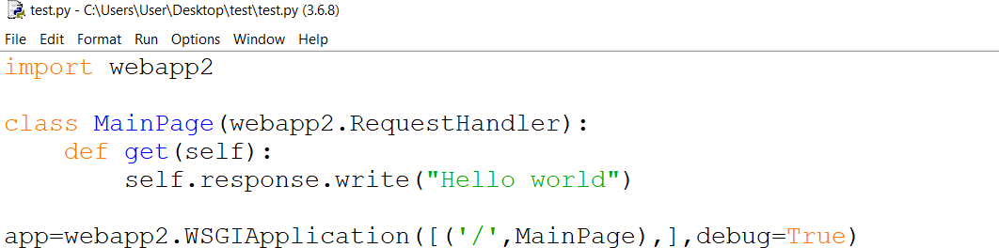 test.py - C:\Users\User\Desktop\test\test.py (3.6.8)
File Edit Format Run Options Window Help
import webapp2
class MainPage(webapp2.RequestHandler):
    def get(self):
        self.response.write("Hello world")
app=webapp2.WSGIApplication([('/',MainPage),],debug=True)